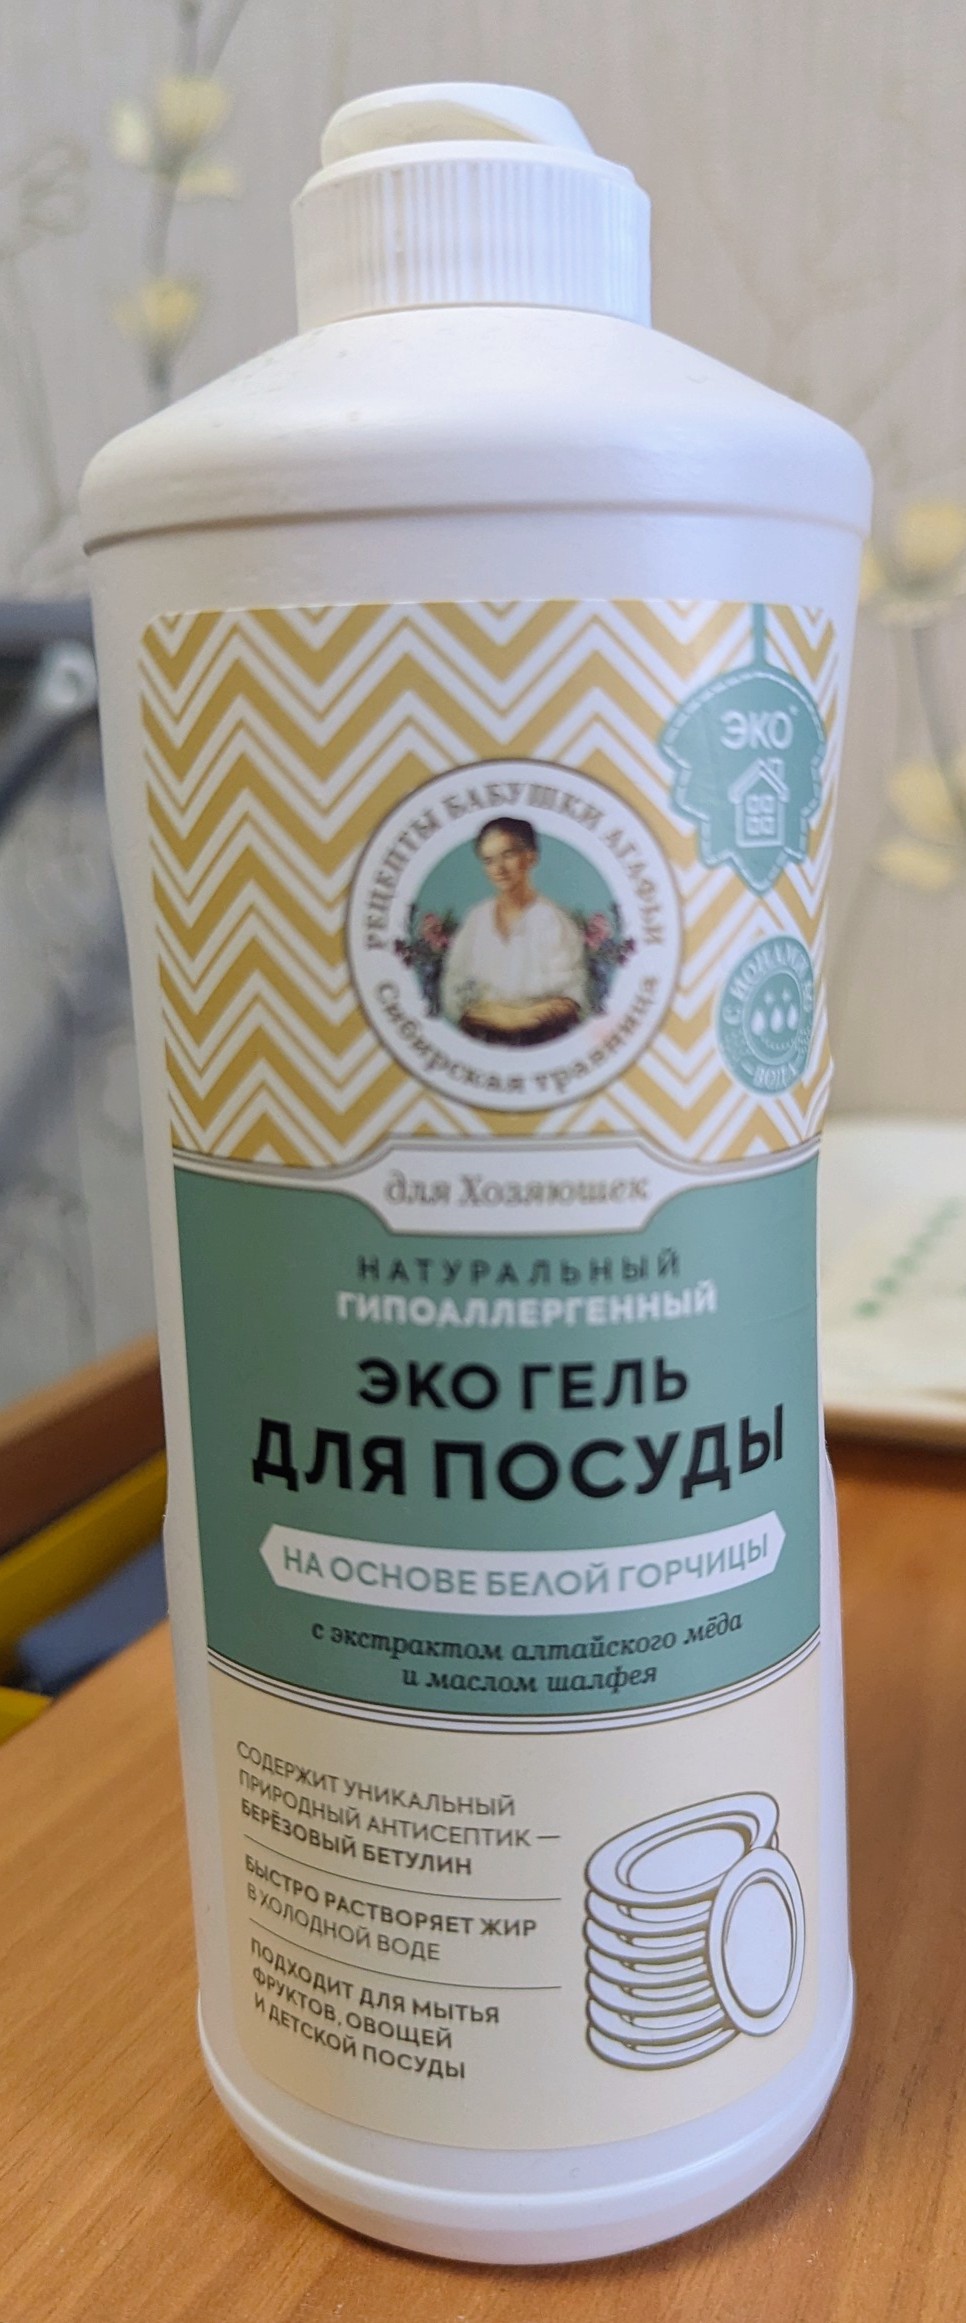 ЭКО
РЕЦЕПТЫ БАБУШКИ АГАФЬИ
Сибирская травница
С ИОНАМИ
для Хозяюшек
НАТУРАЛЬНЫЙ
ГИПОАЛЛЕРГЕННЫЙ
ЭКО ГЕЛЬ
ДЛЯ ПОСУДЫ
НА ОСНОВЕ БЕЛОЙ ГОРЧИЦЫ
с экстрактом алтайского мёда
и маслом шалфея
СОДЕРЖИТ УНИКАЛЬНЫЙ
ПРИРОДНЫЙ АНТИСЕПТИК —
БЕРЁЗОВЫЙ БЕТУЛИН
БЫСТРО РАСТВОРЯЕТ ЖИР
В ХОЛОДНОЙ ВОДЕ
ПОДХОДИТ ДЛЯ МЫТЬЯ
ФРУКТОВ, ОВОЩЕЙ
И ДЕТСКОЙ ПОСУДЫ